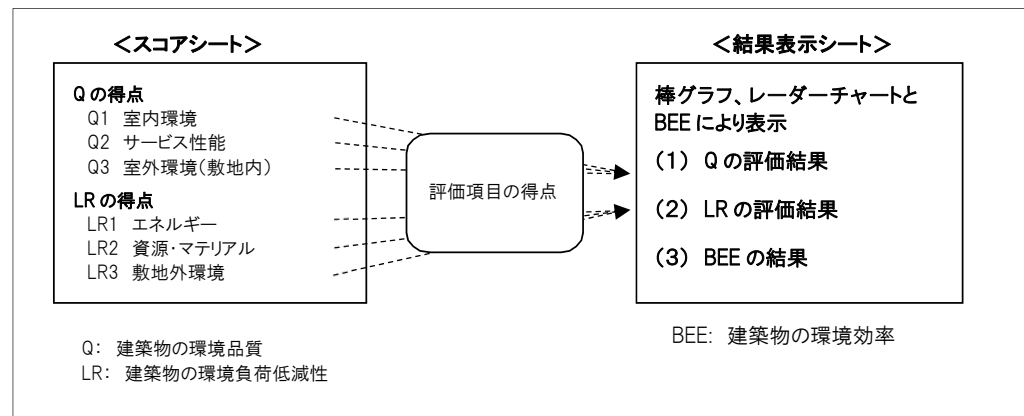 ＜スコアシート＞
Q の得点
Q1 室内環境
Q2 サービス性能
Q3 室外環境（敷地内）
LR の得点
LR1 エネルギー
LR2 資源・マテリアル
LR3 敷地外環境
Q： 建築物の環境品質
LR： 建築物の環境負荷低減性
評価項目の得点
＜結果表示シート＞
棒グラフ、レーダーチャートと
BEE により表示
（1） Q の評価結果
（2） LR の評価結果
（3） BEE の結果
BEE: 建築物の環境効率